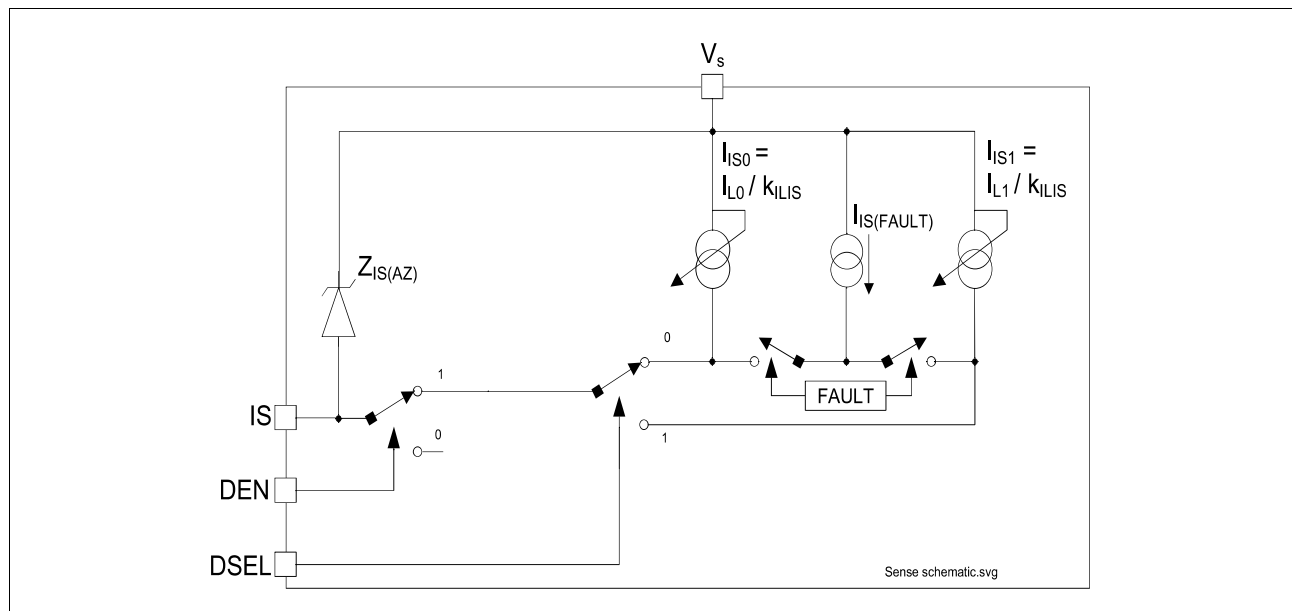 Vs
IIS0 =
IL0 / kILIS
IIS1 =
IL1 / kILIS
IIS(FAULT)
ZIS(AZ)
0
1
FAULT
IS
0
1
DEN
DSEL
Sense schematic.svg